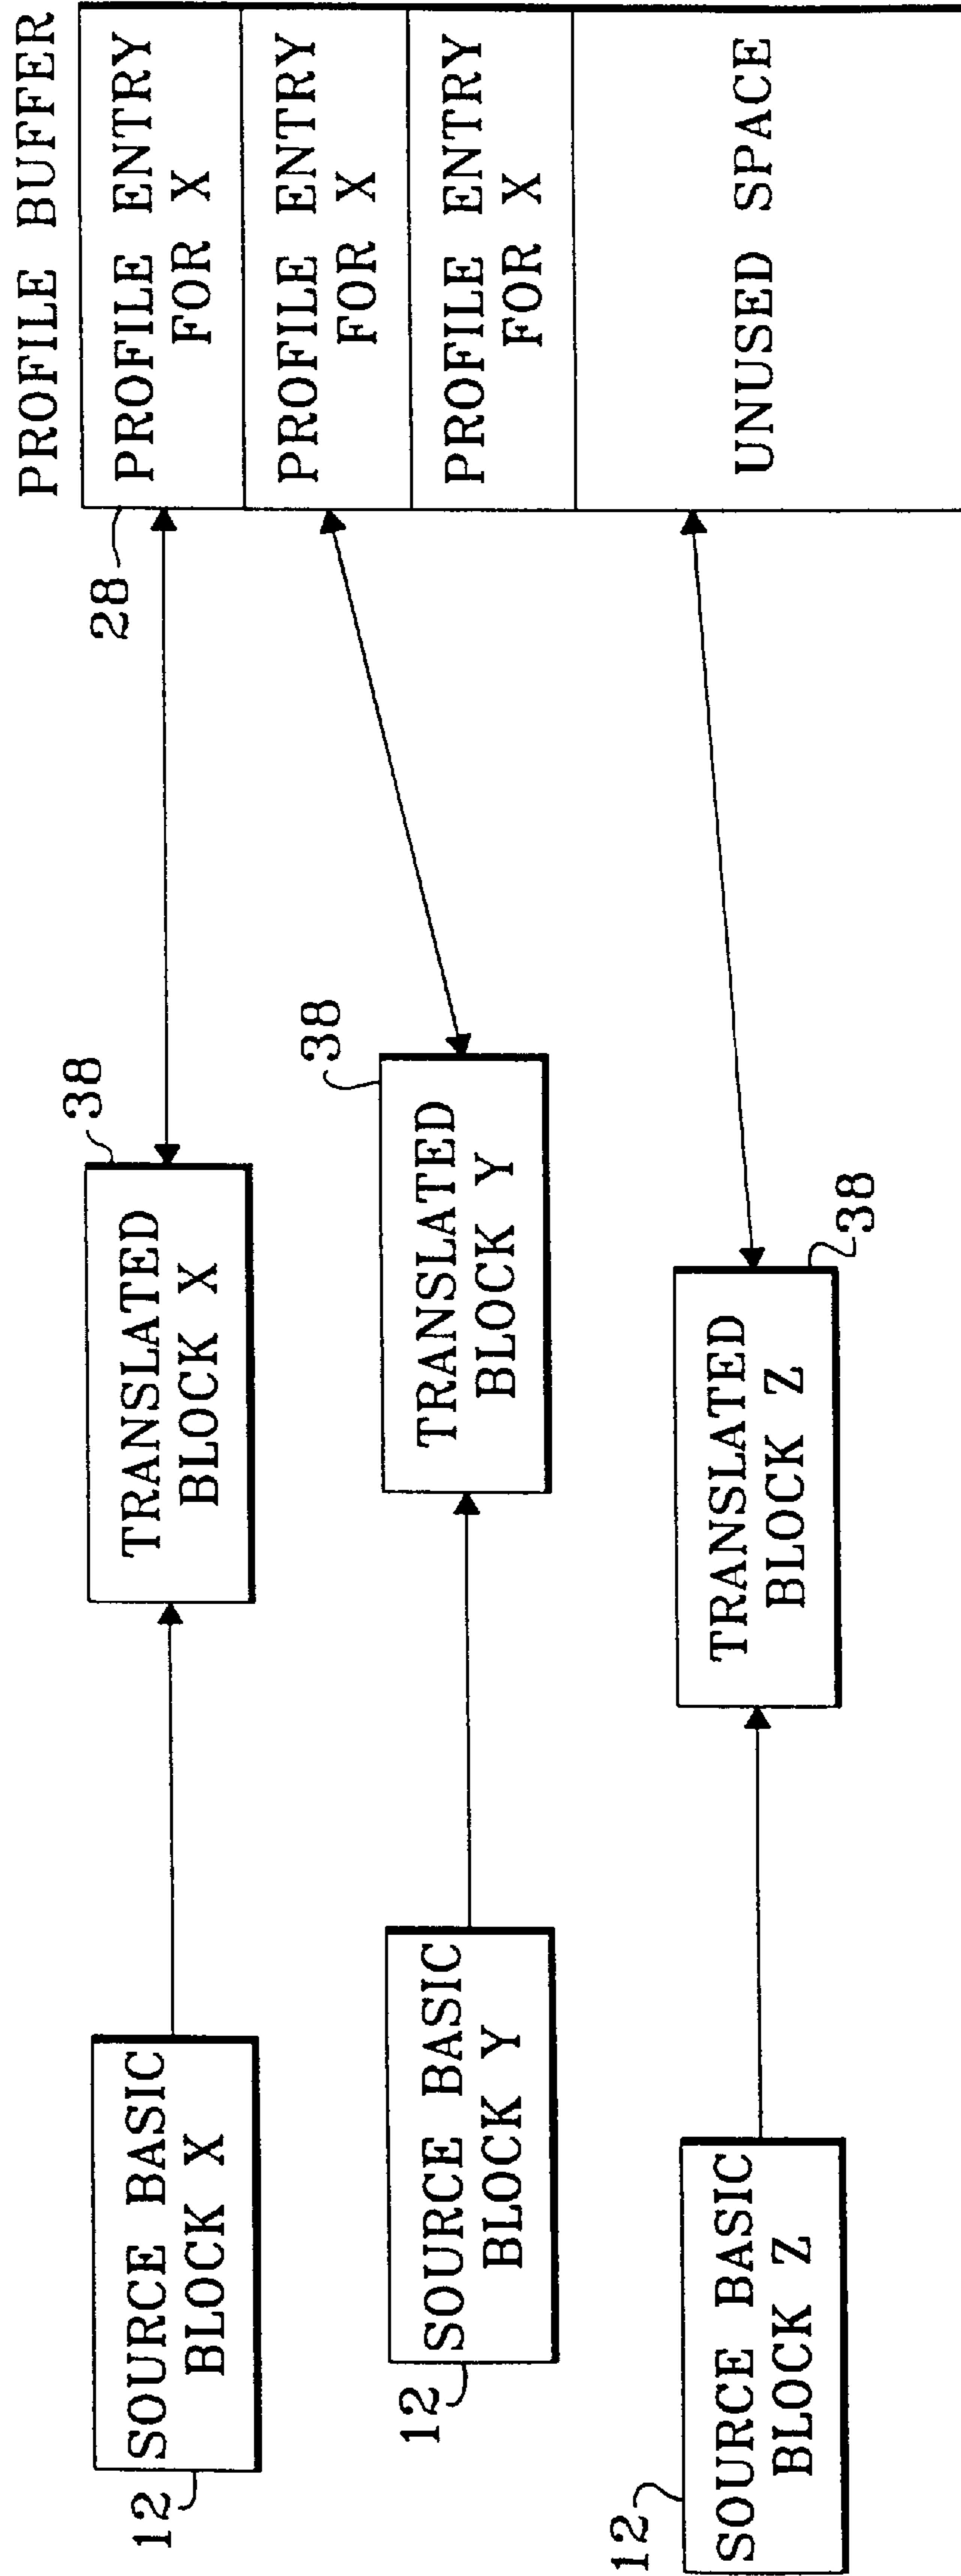 PROFILE BUFFER
28
PROFILE ENTRY
FOR X
PROFILE ENTRY
FOR X
PROFILE ENTRY
FOR X
UNUSED SPACE
38
TRANSLATED
BLOCK X
38
TRANSLATED
BLOCK Y
TRANSLATED
BLOCK Z
38
SOURCE BASIC
BLOCK X
12
SOURCE BASIC
BLOCK Y
12
SOURCE BASIC
BLOCK Z
12